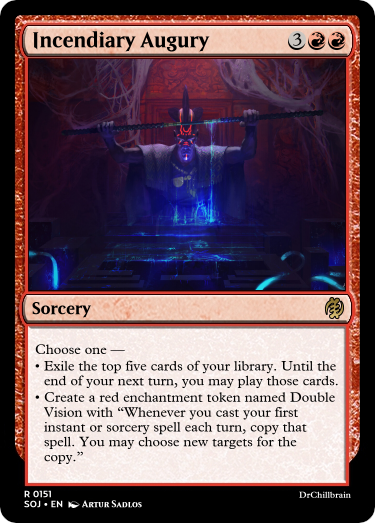 Incendiary Augury 3
Sorcery
Choose one —
• Exile the top five cards of your library. Until the
end of your next turn, you may play those cards.
• Create a red enchantment token named Double
Vision with “Whenever you cast your first
instant or sorcery spell each turn, copy that
spell. You may choose new targets for the
copy.”
R 0151
SOJ • EN Artur Sadlos
DrChillbrain